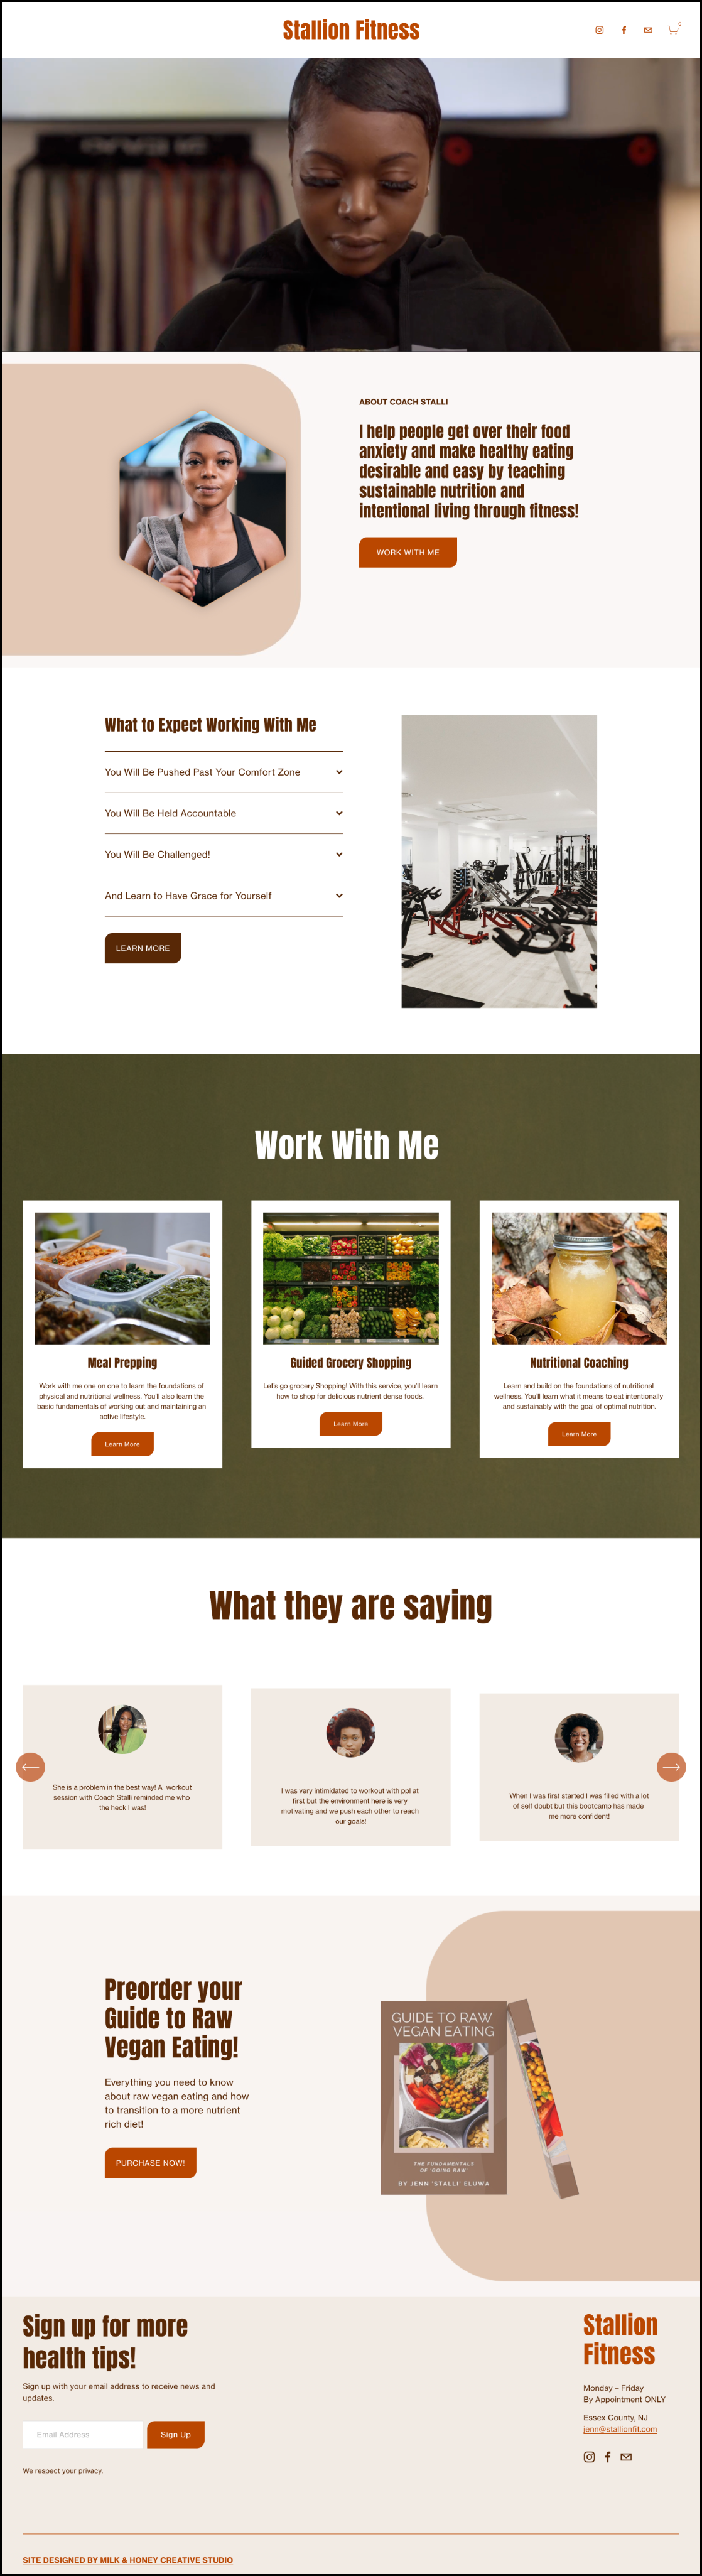 Stallion Fitness
0
ABOUT COACH STALLI
I help people get over their food
anxiety and make healthy eating
desirable and easy by teaching
sustainable nutrition and
intentional living through fitness!
WORK WITH ME
What to Expect Working With Me
You Will Be Pushed Past Your Comfort Zone
You Will Be Held Accountable
You Will Be Challenged!
And Learn to Have Grace for Yourself
LEARN MORE
Work With Me
Meal Prepping
Work with me one on one to learn the foundations of
physical and nutritional wellness. You'll also learn the
basic fundamentals of working out and maintaining an
active lifestyle.
Learn More
Guided Grocery Shopping
Let's go grocery Shopping! With this service, you'll learn
how to shop for delicious nutrient dense foods.
Learn More
Nutritional Coaching
Learn and build on the foundations of nutritional
wellness. You'll learn what it means to eat intentionally
and sustainably with the goal of optimal nutrition.
Learn More
What they are saying
She is a problem in the best way! A workout
session with Coach Stalli reminded me who
the heck I was!
I was very intimidated to workout with ppl at
first but the environment here is very
motivating and we push each other to reach
our goals!
When I was first started I was filled with a lot
of self doubt but this bootcamp has made
me more confident!
Preorder your
Guide to Raw
Vegan Eating!
Everything you need to know
about raw vegan eating and how
to transition to a more nutrient
rich diet!
PURCHASE NOW!
GUIDE TO RAW
VEGAN EATING
THE FUNDAMENTALS
OF 'GOING RAW'
BY JENN 'STALLI' ELUWA
Sign up for more
health tips!
Sign up with your email address to receive news and
updates.
Email Address
Sign Up
We respect your privacy.
Stallion
Fitness
Monday – Friday
By Appointment ONLY
Essex County, NJ
jenn@stallionfit.com
SITE DESIGNED BY MILK & HONEY CREATIVE STUDIO